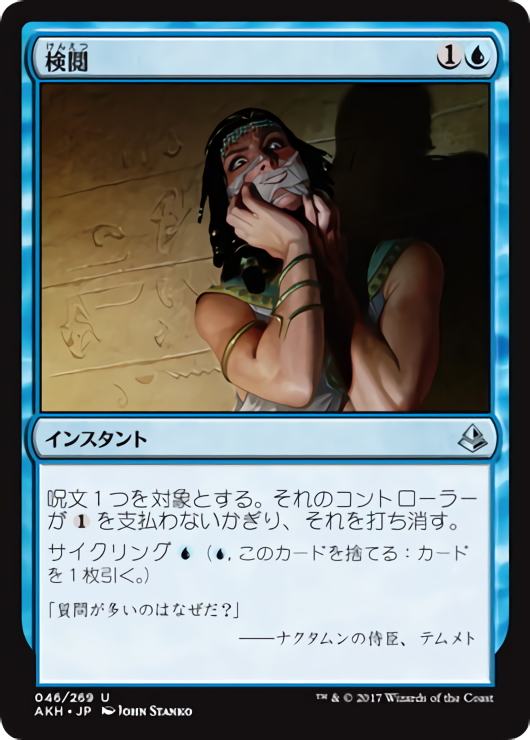 けんえつ
検閲 1
インスタント
呪文１つを対象とする。それのコントローラー
が 1 を支払わないかぎり、それを打ち消す。
サイクリング（, このカードを捨てる：カード
を１枚引く。）
「質問が多いのはなぜだ？」
――ナクタムンの侍臣、テムメト
046/269 U
AKH • JP John Stanko
™ & © 2017 Wizards of the Coast